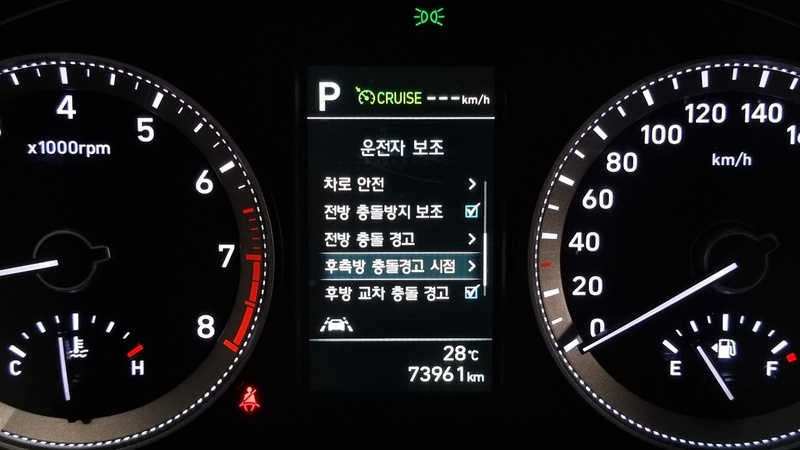 P CRUISE --- km/h
운전자 보조
차로 안전
전방 충돌방지 보조
전방 충돌 경고
후측방 충돌경고 시점
후방 교차 충돌 경고
28℃
73961 km
4
5
6
7
8
x1000rpm
C H
0
20
40
60
80
100
120
140
km/h
E F